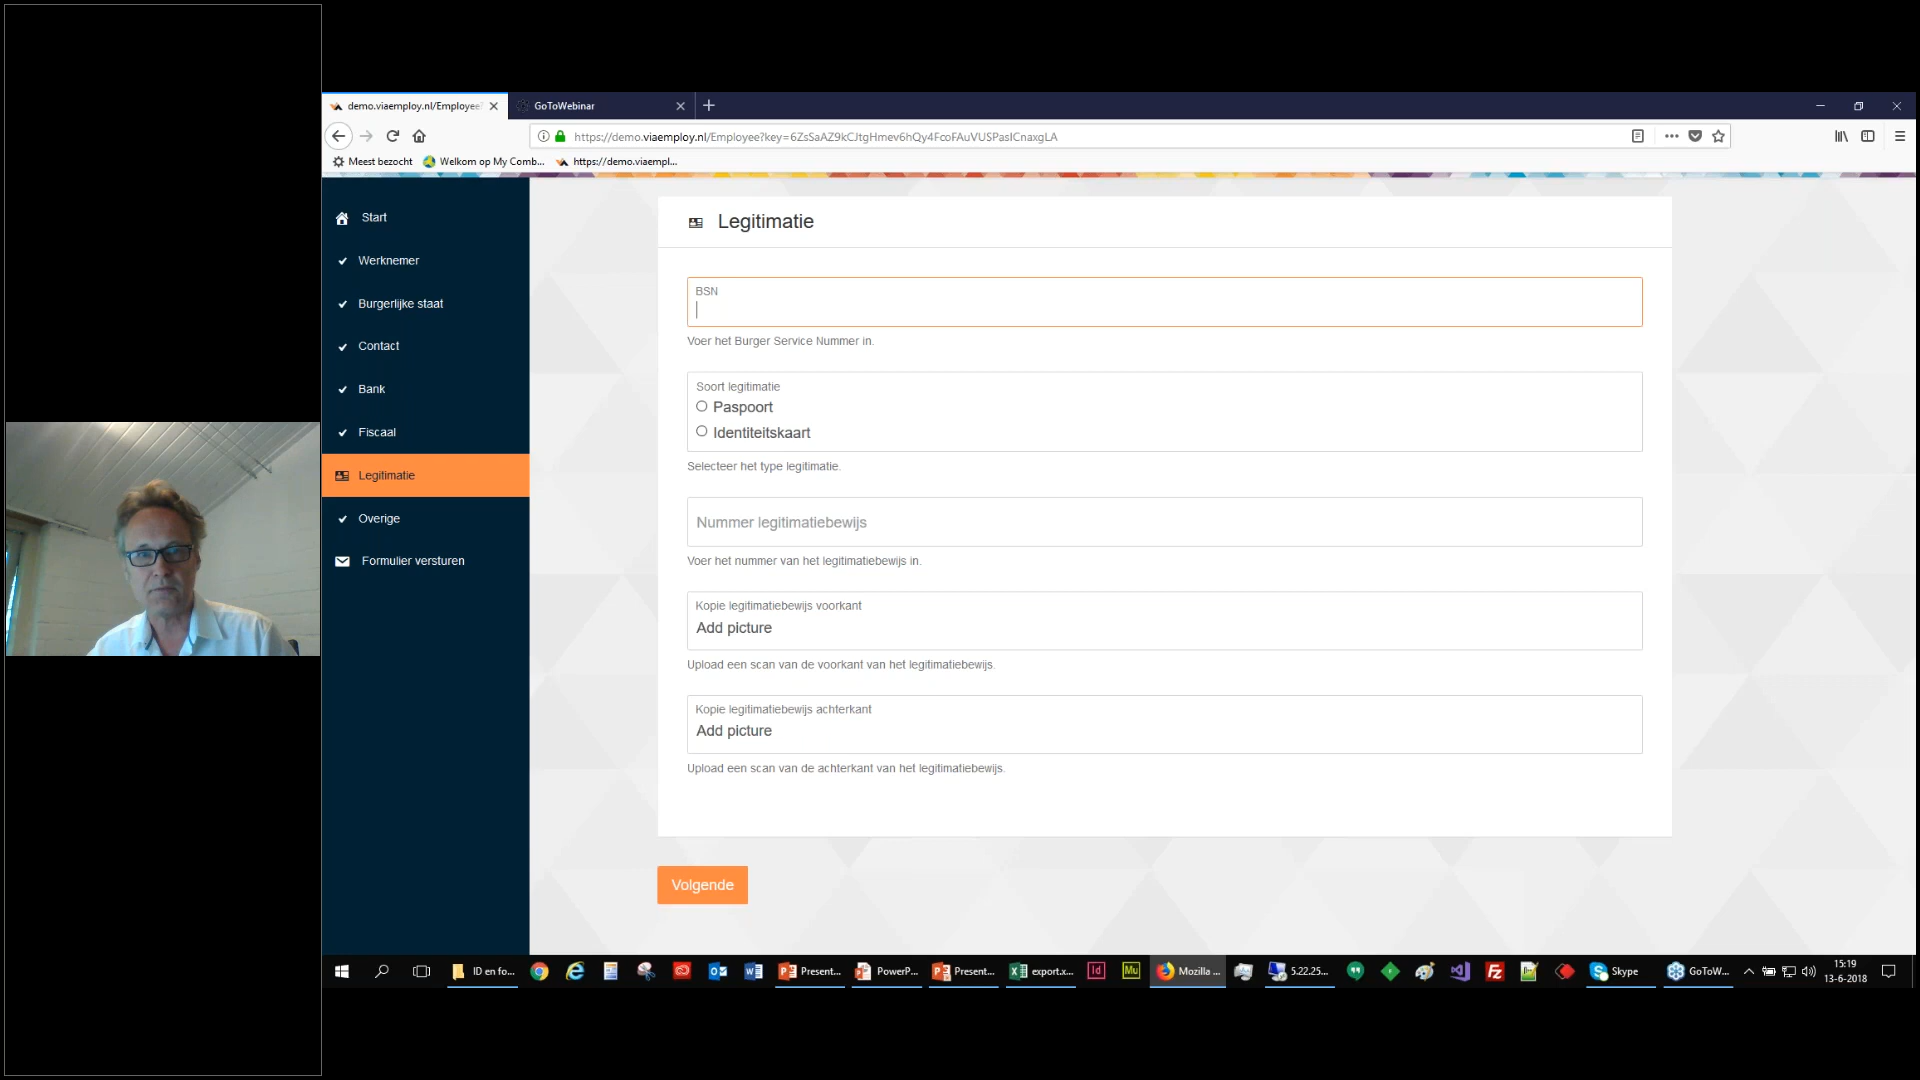 demo.viaemploy.nl/Employee?
GoToWebinar
https://demo.viaemploy.nl/Employee?key=6ZsSaAZ9kCJtgHmev6hQy4FcoFAuVUSPasICnaxgLA
Meest bezocht
Welkom op My Comb...
https://demo.viaempl...
Start
Werknemer
Burgerlijke staat
Contact
Bank
Fiscaal
Legitimatie
Overige
Formulier versturen
Legitimatie
BSN
Voer het Burger Service Nummer in.
Soort legitimatie
Paspoort
Identiteitskaart
Selecteer het type legitimatie.
Nummer legitimatiebewijs
Voer het nummer van het legitimatiebewijs in.
Kopie legitimatiebewijs voorkant
Add picture
Upload een scan van de voorkant van het legitimatiebewijs.
Kopie legitimatiebewijs achterkant
Add picture
Upload een scan van de achterkant van het legitimatiebewijs.
Volgende
ID en fo...
Present...
PowerP...
Present...
export.x...
Id
Mu
Mozilla ...
5.22.25...
Skype
GoToW...
15:19
13-6-2018